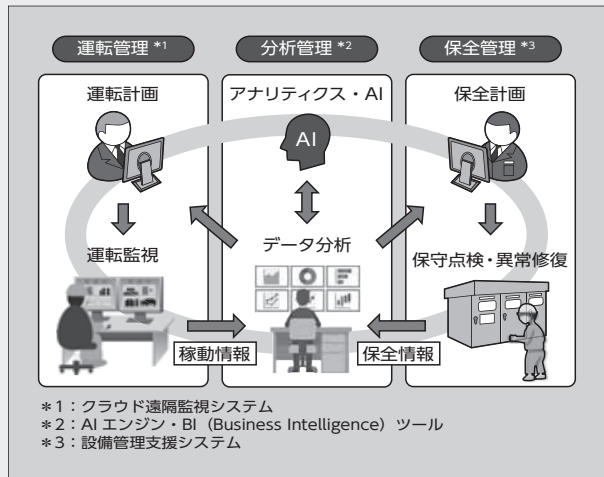 運転管理 *1
分析管理 *2
保全管理 *3
運転計画
アナリティクス・AI
保全計画
AI
運転監視
データ分析
保守点検・異常修復
稼動情報
保全情報
*1:クラウド遠隔監視システム
*2:AI エンジン・BI(Business Intelligence)ツール
*3:設備管理支援システム